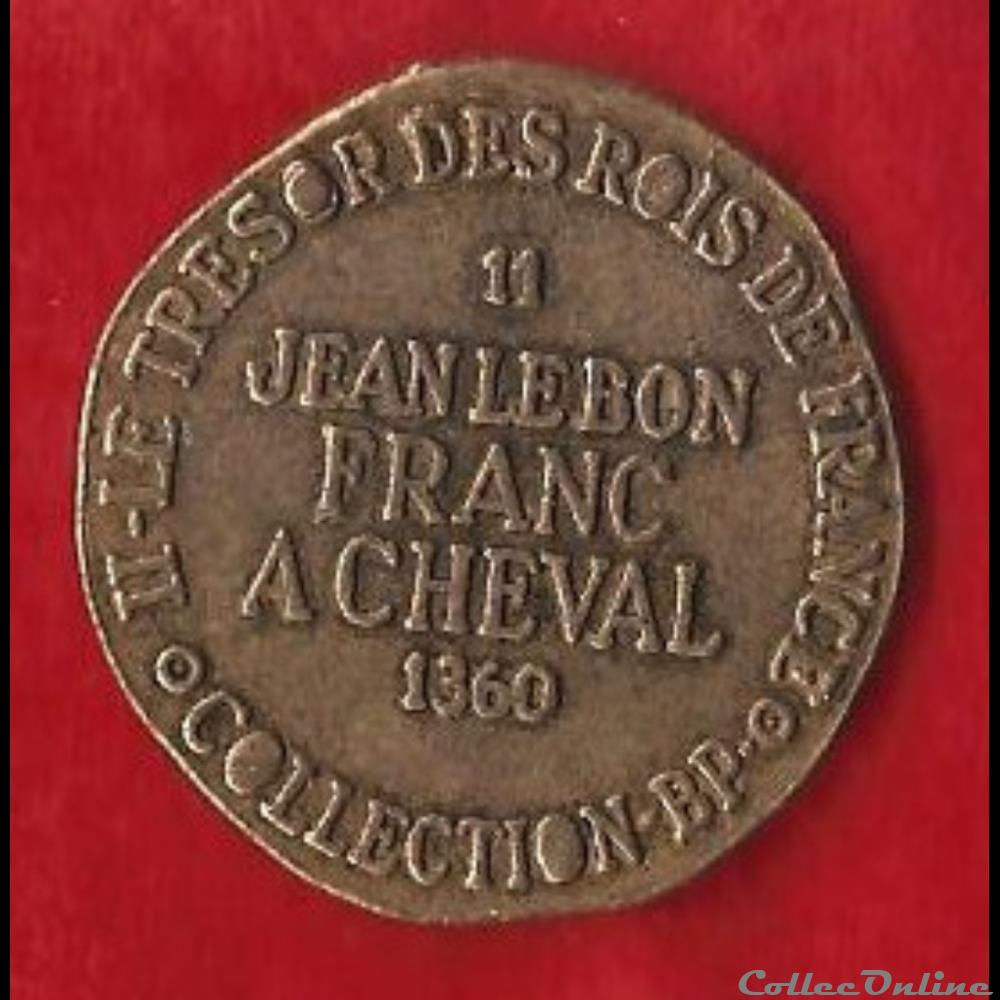 II-LE TRESOR DES ROIS DE FRANCE
11
JEAN LE BON
FRANC
A CHEVAL
1360
COLLECTION-BP-
CollecOnline